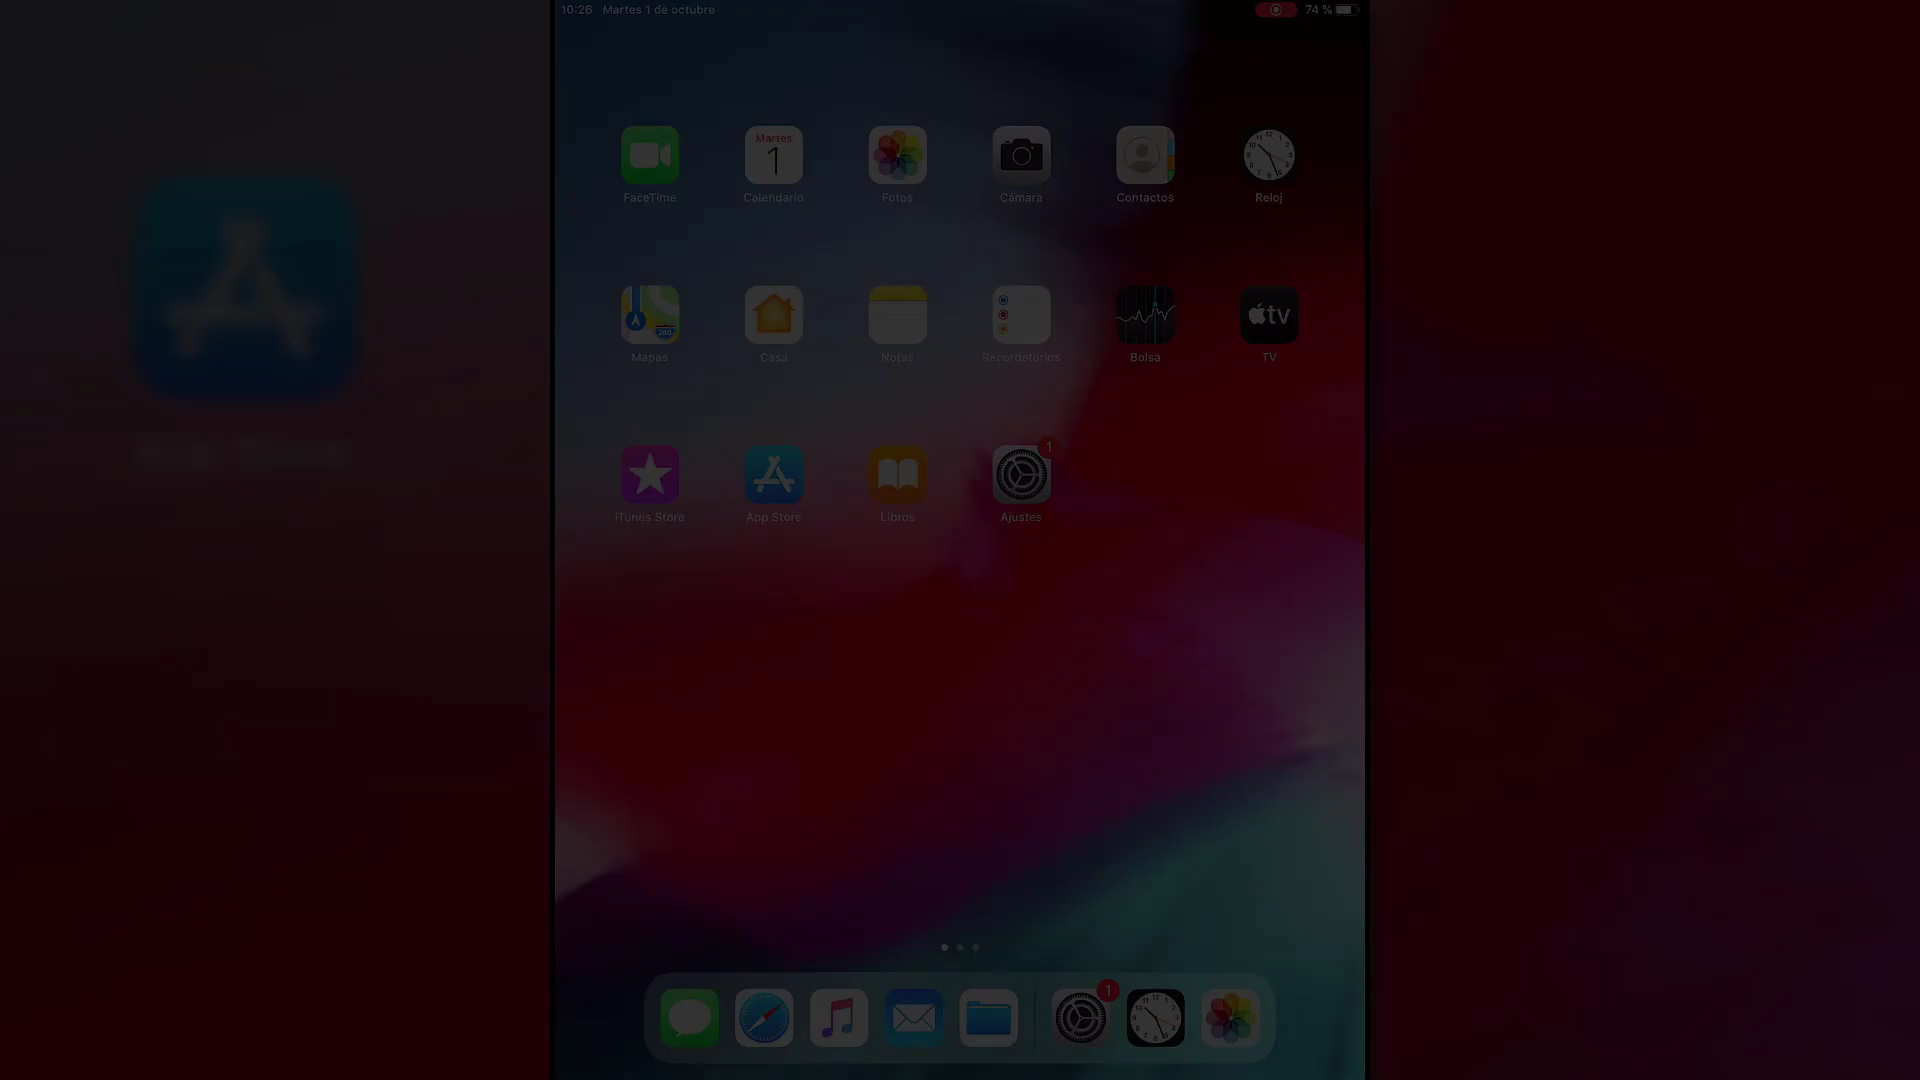 10:26 Martes 1 de octubre
74 %
Martes
1
FaceTime Calendario Fotos Cámara Contactos Reloj
280
tv
Mapas Casa Notas Recordatorios Bolsa TV
1
iTunes Store App Store Libros Ajustes
1